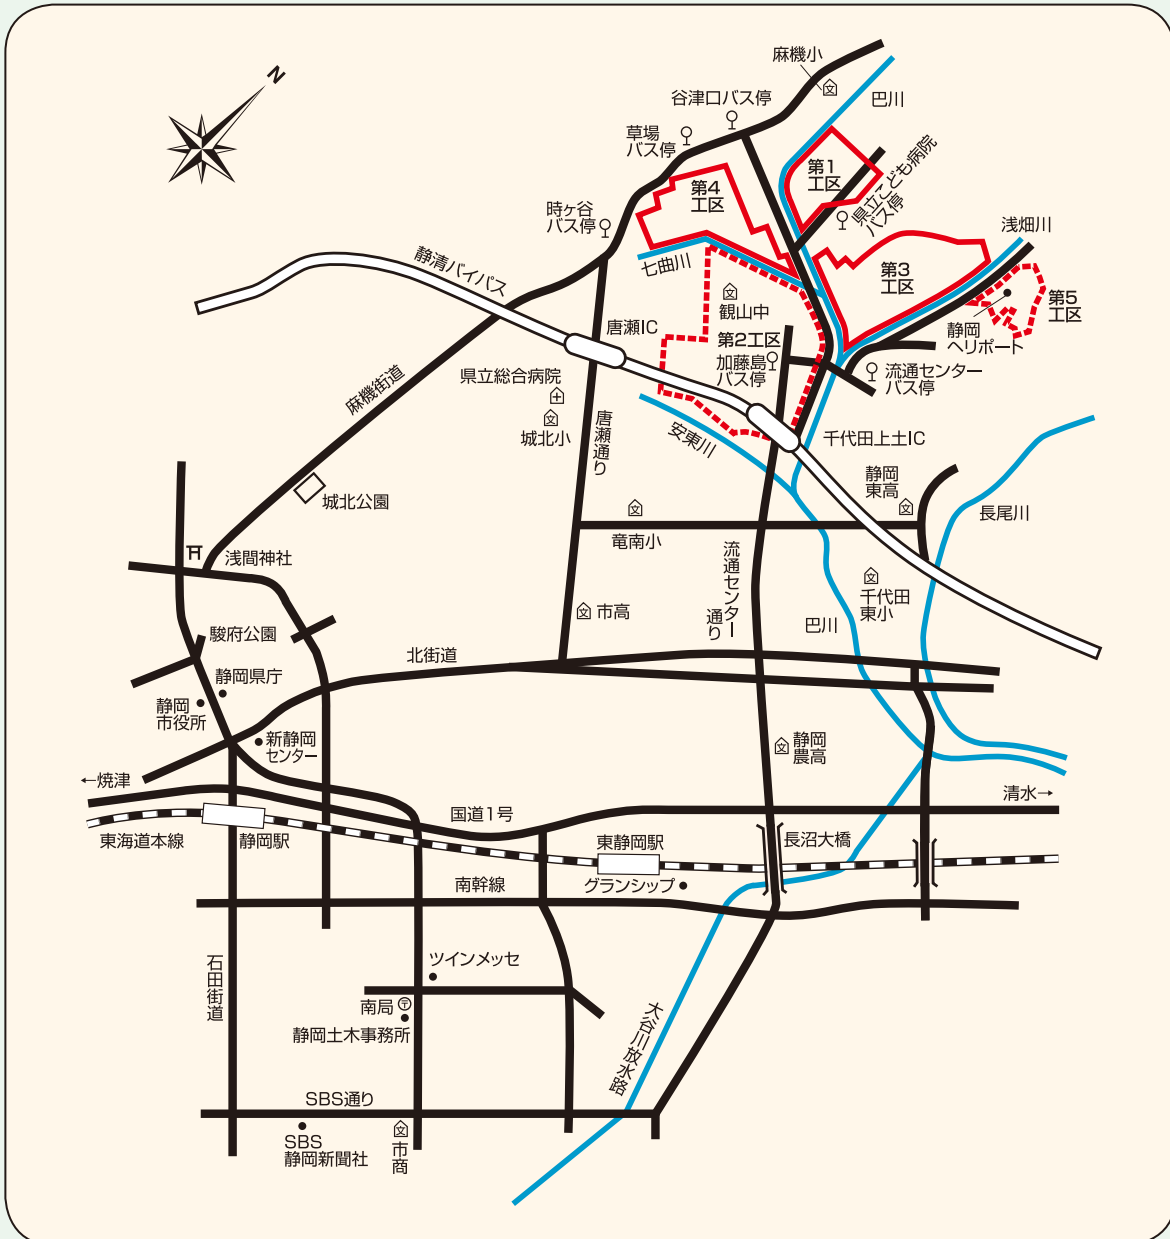 N
麻機小
谷津口バス停
巴川
草場
バス停
第1
工区
県立こども病院
バス停
第4
工区
時ヶ谷
バス停
浅畑川
静清バイパス
七曲川
第3
工区
第5
工区
観山中
静岡
ヘリポート
唐瀬IC
第2工区
加藤島
バス停
流通センター
バス停
県立総合病院
麻機街道
城北小
唐瀬通り
安東川
千代田上土IC
静岡
東高
城北公園
長尾川
竜南小
流通センター
通り
浅間神社
千代田
東小
市高
巴川
駿府公園
北街道
静岡県庁
静岡
市役所
新静岡
センター
静岡
農高
←焼津
清水→
国道1号
東海道本線
静岡駅
東静岡駅
長沼大橋
グランシップ
南幹線
石田街道
ツインメッセ
南局
静岡土木事務所
大谷川放水路
SBS通り
SBS
静岡新聞社
市商